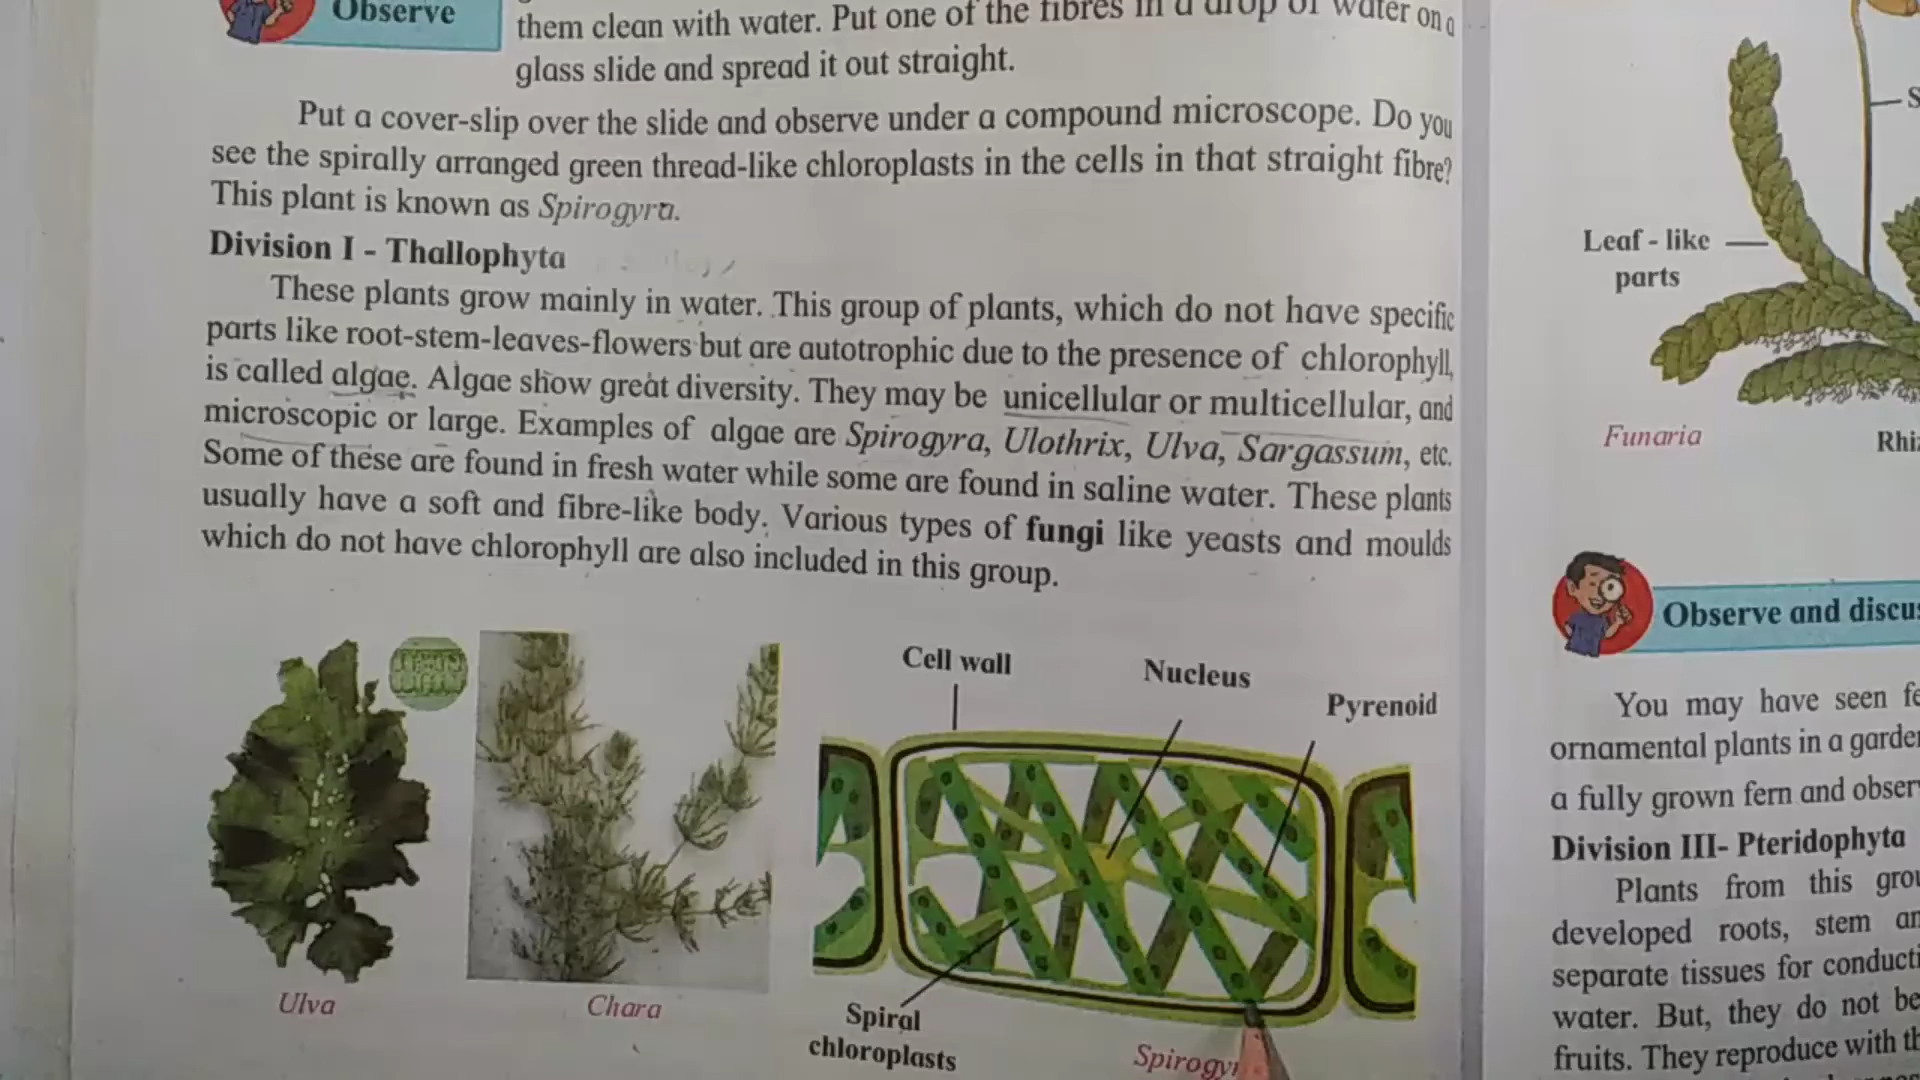 Observe
them clean with water. Put one of the fibres in a drop of water on a
glass slide and spread it out straight.
Put a cover-slip over the slide and observe under a compound microscope. Do you
see the spirally arranged green thread-like chloroplasts in the cells in that straight fibre?
This plant is known as Spirogyra.
Division I - Thallophyta
These plants grow mainly in water. This group of plants, which do not have specific
parts like root-stem-leaves-flowers but are autotrophic due to the presence of chlorophyll,
is called algae. Algae show great diversity. They may be unicellular or multicellular, and
microscopic or large. Examples of algae are Spirogyra, Ulothrix, Ulva, Sargassum, etc.
Some of these are found in fresh water while some are found in saline water. These plants
usually have a soft and fibre-like body. Various types of fungi like yeasts and moulds
which do not have chlorophyll are also included in this group.
Cell wall
Nucleus
Pyrenoid
Ulva
Chara
Spiral
chloroplasts
Spirogy
S
Leaf - like
parts
Funaria
Rhi
Observe and discu
You may have seen fe
ornamental plants in a garde
a fully grown fern and obser
Division III- Pteridophyta
Plants from this grou
developed roots, stem an
separate tissues for conducti
water. But, they do not be
fruits. They reproduce with th